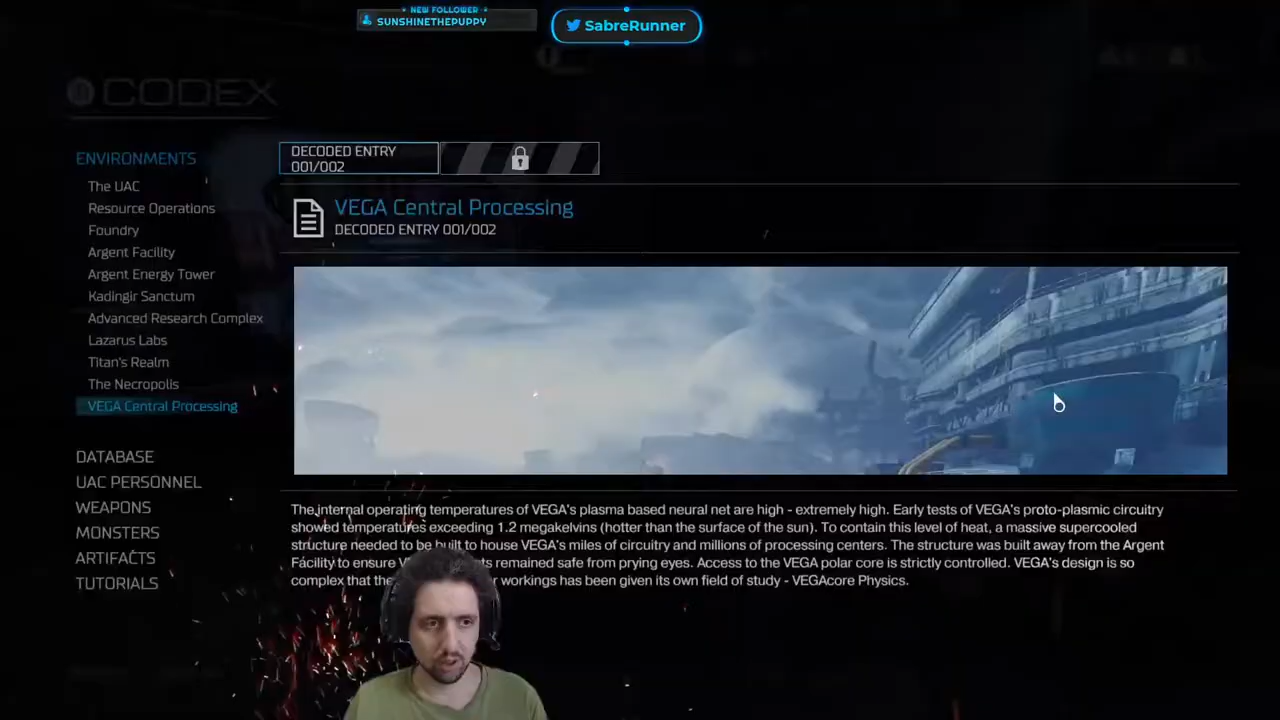 NEW FOLLOWER
SUNSHINETHEPUPPY
SabreRunner
CODEX
ENVIRONMENTS
The UAC
Resource Operations
Foundry
Argent Facility
Argent Energy Tower
Kadingir Sanctum
Advanced Research Complex
Lazarus Labs
Titan's Realm
The Necropolis
VEGA Central Processing
DATABASE
UAC PERSONNEL
WEAPONS
MONSTERS
ARTIFACTS
TUTORIALS
DECODED ENTRY
001/002
VEGA Central Processing
DECODED ENTRY 001/002
The internal operating temperatures of VEGA's plasma based neural net are high - extremely high. Early tests of VEGA's proto-plasmic circuitry
showed temperatures exceeding 1.2 megakelvins (hotter than the surface of the sun). To contain this level of heat, a massive supercooled
structure needed to be built to house VEGA's miles of circuitry and millions of processing centers. The structure was built away from the Argent
Facility to ensure remained safe from prying eyes. Access to the VEGA polar core is strictly controlled. VEGA's design is so
complex that the workings has been given its own field of study - VEGAcore Physics.